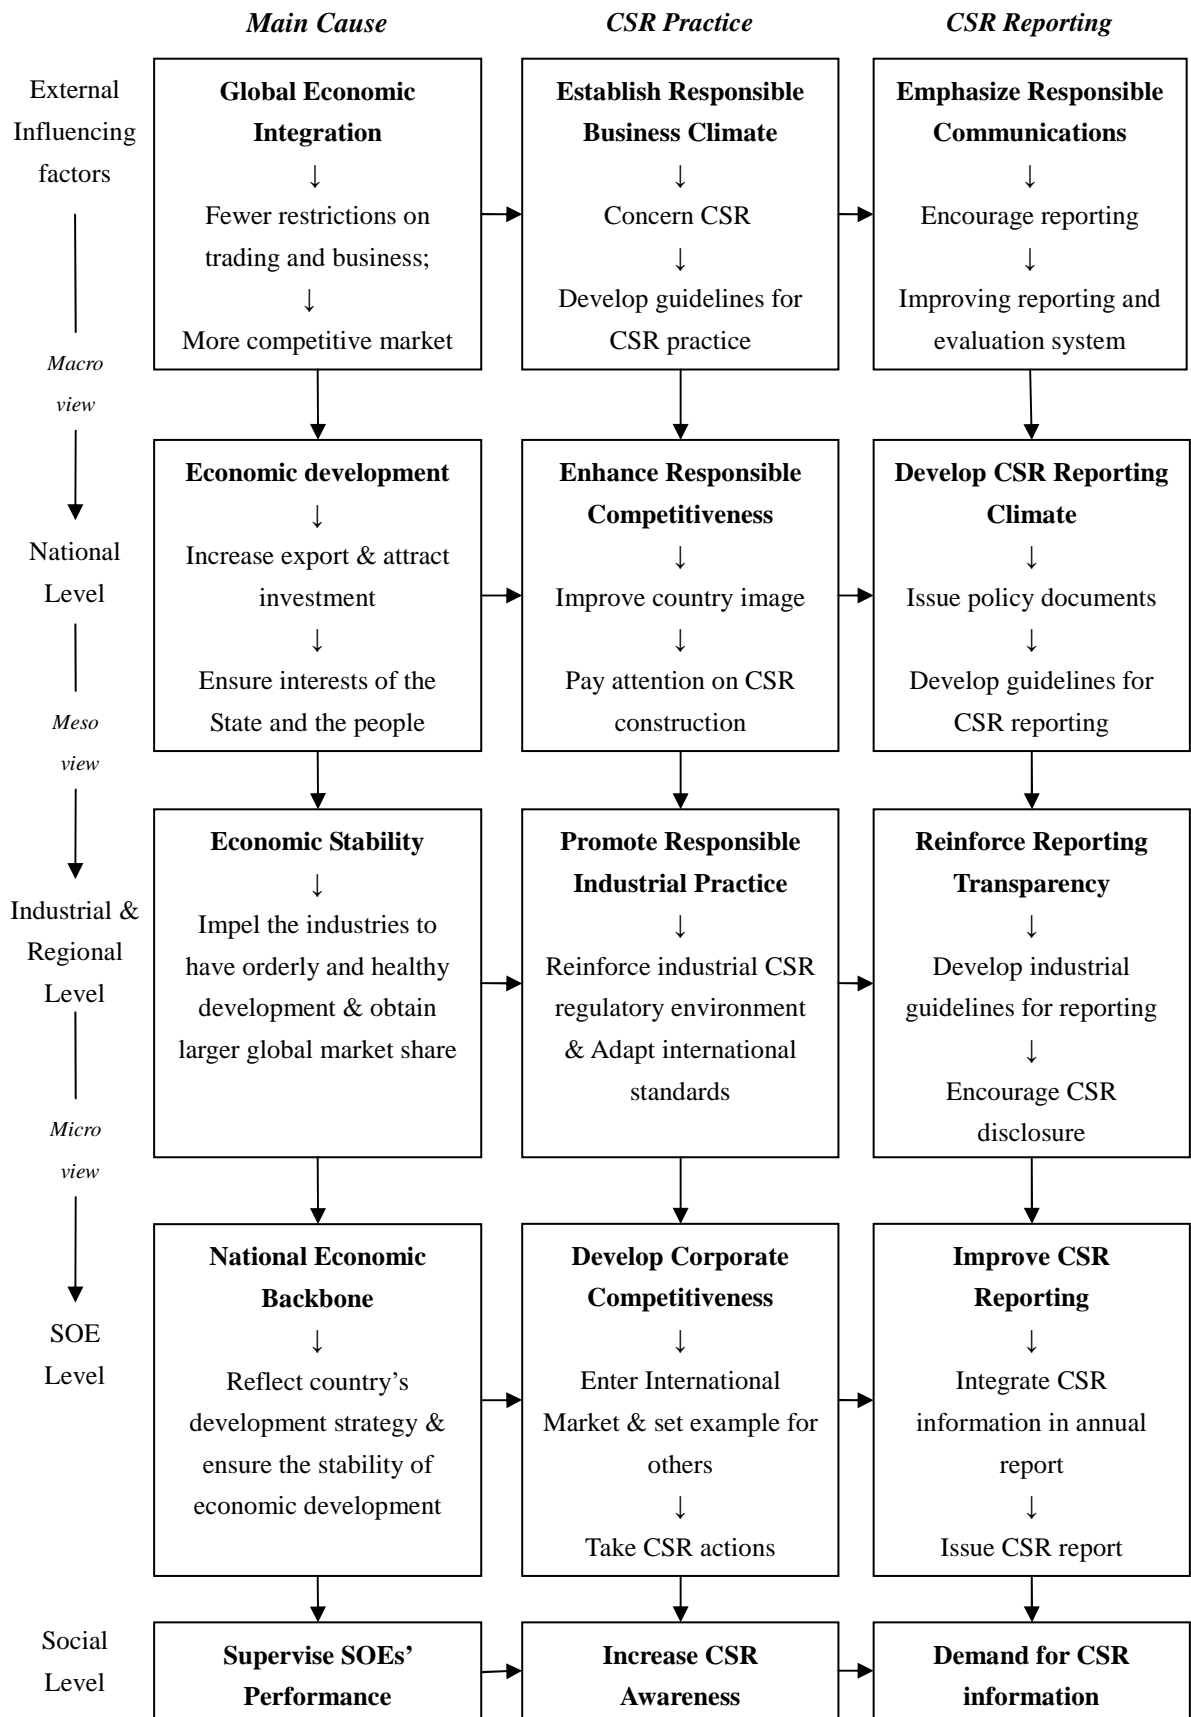 Main Cause
CSR Practice
CSR Reporting
External
Influencing
factors
Global Economic
Integration
↓
Fewer restrictions on
trading and business;
↓
More competitive market
Establish Responsible
Business Climate
↓
Concern CSR
↓
Develop guidelines for
CSR practice
Emphasize Responsible
Communications
↓
Encourage reporting
↓
Improving reporting and
evaluation system
Macro
view
National
Level
Economic development
↓
Increase export & attract
investment
↓
Ensure interests of the
State and the people
Enhance Responsible
Competitiveness
↓
Improve country image
↓
Pay attention on CSR
construction
Develop CSR Reporting
Climate
↓
Issue policy documents
↓
Develop guidelines for
CSR reporting
Meso
view
Industrial &
Regional
Level
Economic Stability
↓
Impel the industries to
have orderly and healthy
development & obtain
larger global market share
Promote Responsible
Industrial Practice
↓
Reinforce industrial CSR
regulatory environment
& Adapt international
standards
Reinforce Reporting
Transparency
↓
Develop industrial
guidelines for reporting
↓
Encourage CSR
disclosure
Micro
view
SOE
Level
National Economic
Backbone
↓
Reflect country’s
development strategy &
ensure the stability of
economic development
Develop Corporate
Competitiveness
↓
Enter International
Market & set example for
others
↓
Take CSR actions
Improve CSR
Reporting
↓
Integrate CSR
information in annual
report
↓
Issue CSR report
Social
Level
Supervise SOEs’
Performance
Increase CSR
Awareness
Demand for CSR
information